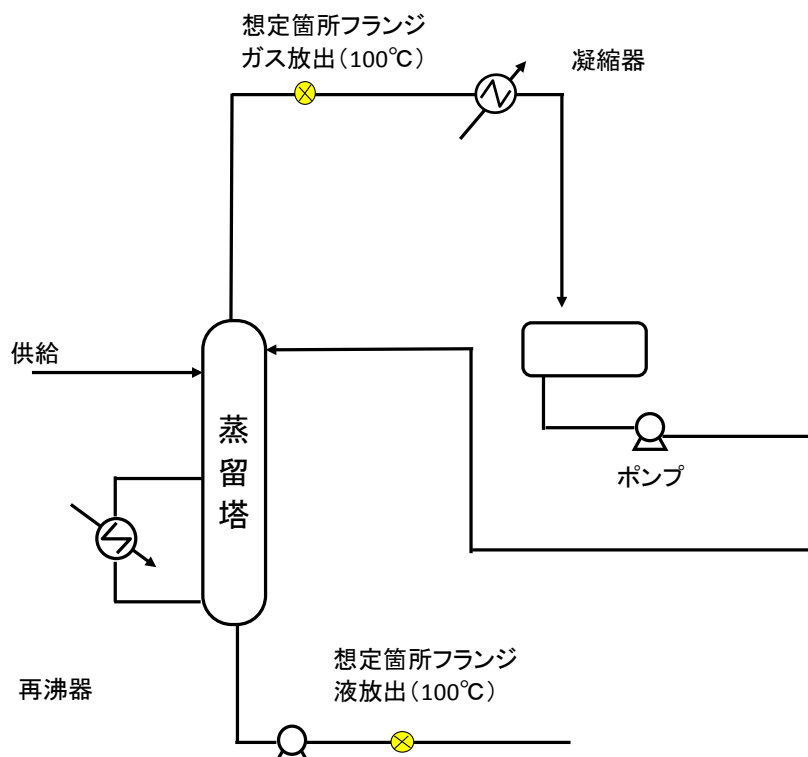 想定箇所フランジ
ガス放出（100℃）
凝縮器
供給
蒸
留
塔
ポンプ
想定箇所フランジ
液放出（100℃）
再沸器